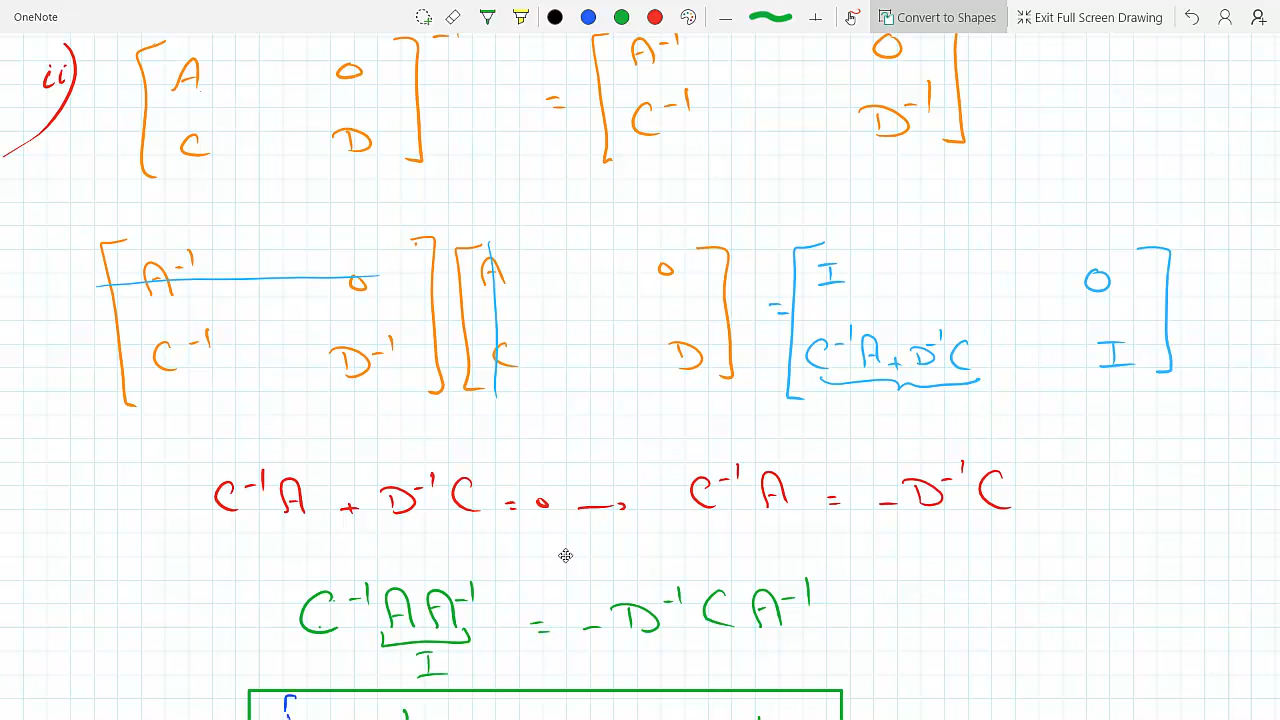 OneNote Convert to Shapes Exit Full Screen Drawing
ii) [A 0 C D]⁻¹ = [A⁻¹ 0 C⁻¹ D⁻¹]
[A⁻¹ 0 C⁻¹ D⁻¹] [A 0 C D] = [I 0 C⁻¹A + D⁻¹C I]
C⁻¹A + D⁻¹C = 0 → C⁻¹A = -D⁻¹C
C⁻¹AA⁻¹ = -D⁻¹CA⁻¹
I